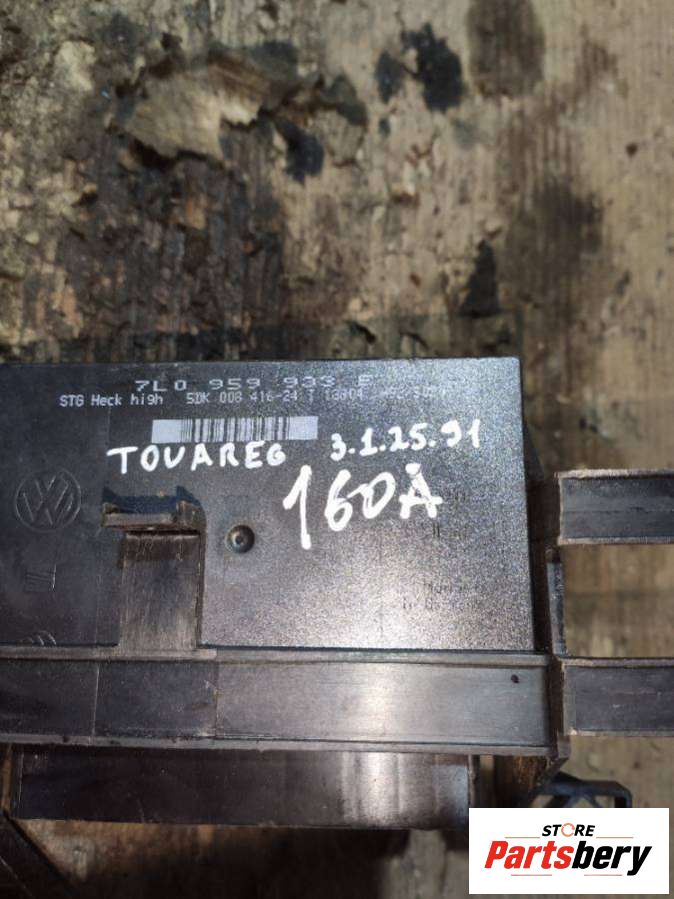 7L0 959 933 E
STG Heck high 5DK 008 416-24
TOUAREG 3.1.25.91
160A
STORE
Partsbery